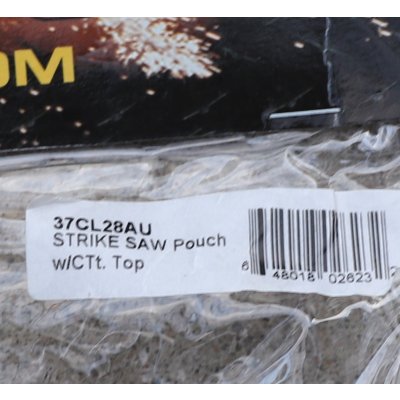 OM
37CL28AU
STRIKE SAW Pouch
w/CTt. Top
6 48018 02623